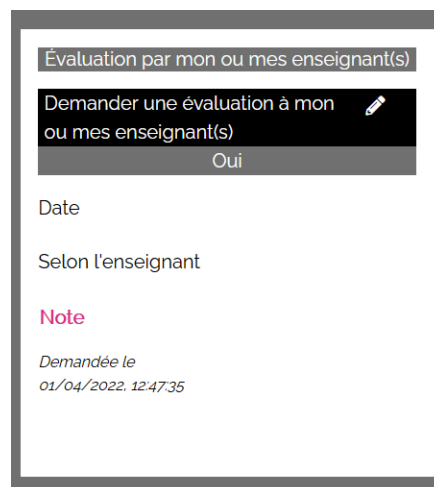 Évaluation par mon ou mes enseignant(s)
Demander une évaluation à mon
ou mes enseignant(s)
Oui
Date
Selon l'enseignant
Note
Demandée le
01/04/2022, 12:47:35